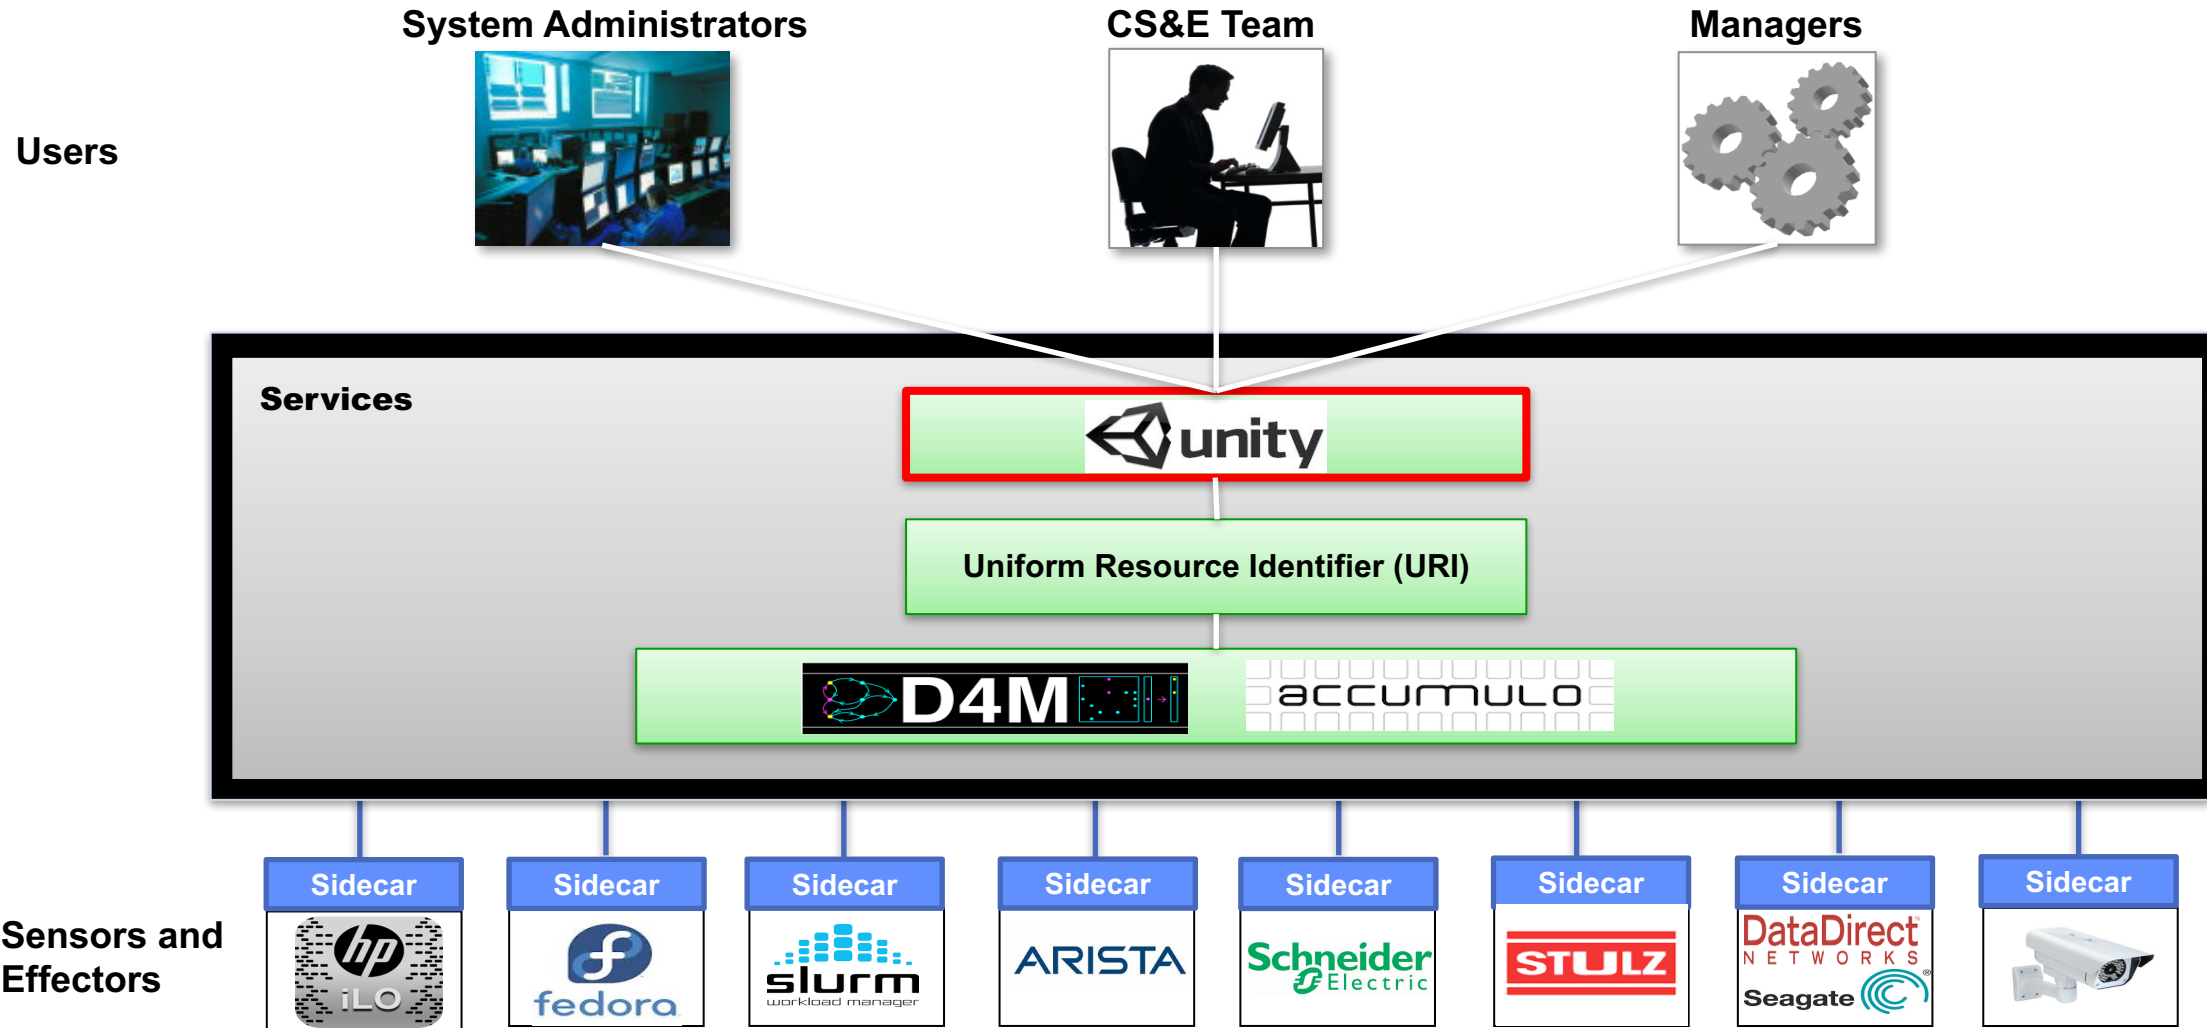 System Administrators
CS&E Team
Managers
Users
Services
unity
Uniform Resource Identifier (URI)
D4M
accumulo
Sidecar
Sidecar
Sidecar
Sidecar
Sidecar
Sidecar
Sidecar
Sidecar
Sensors and
Effectors
hp
iLO
fedora
slurm
workload manager
ARISTA
Schneider
Electric
STULZ
DataDirect™
NETWORKS
Seagate ®